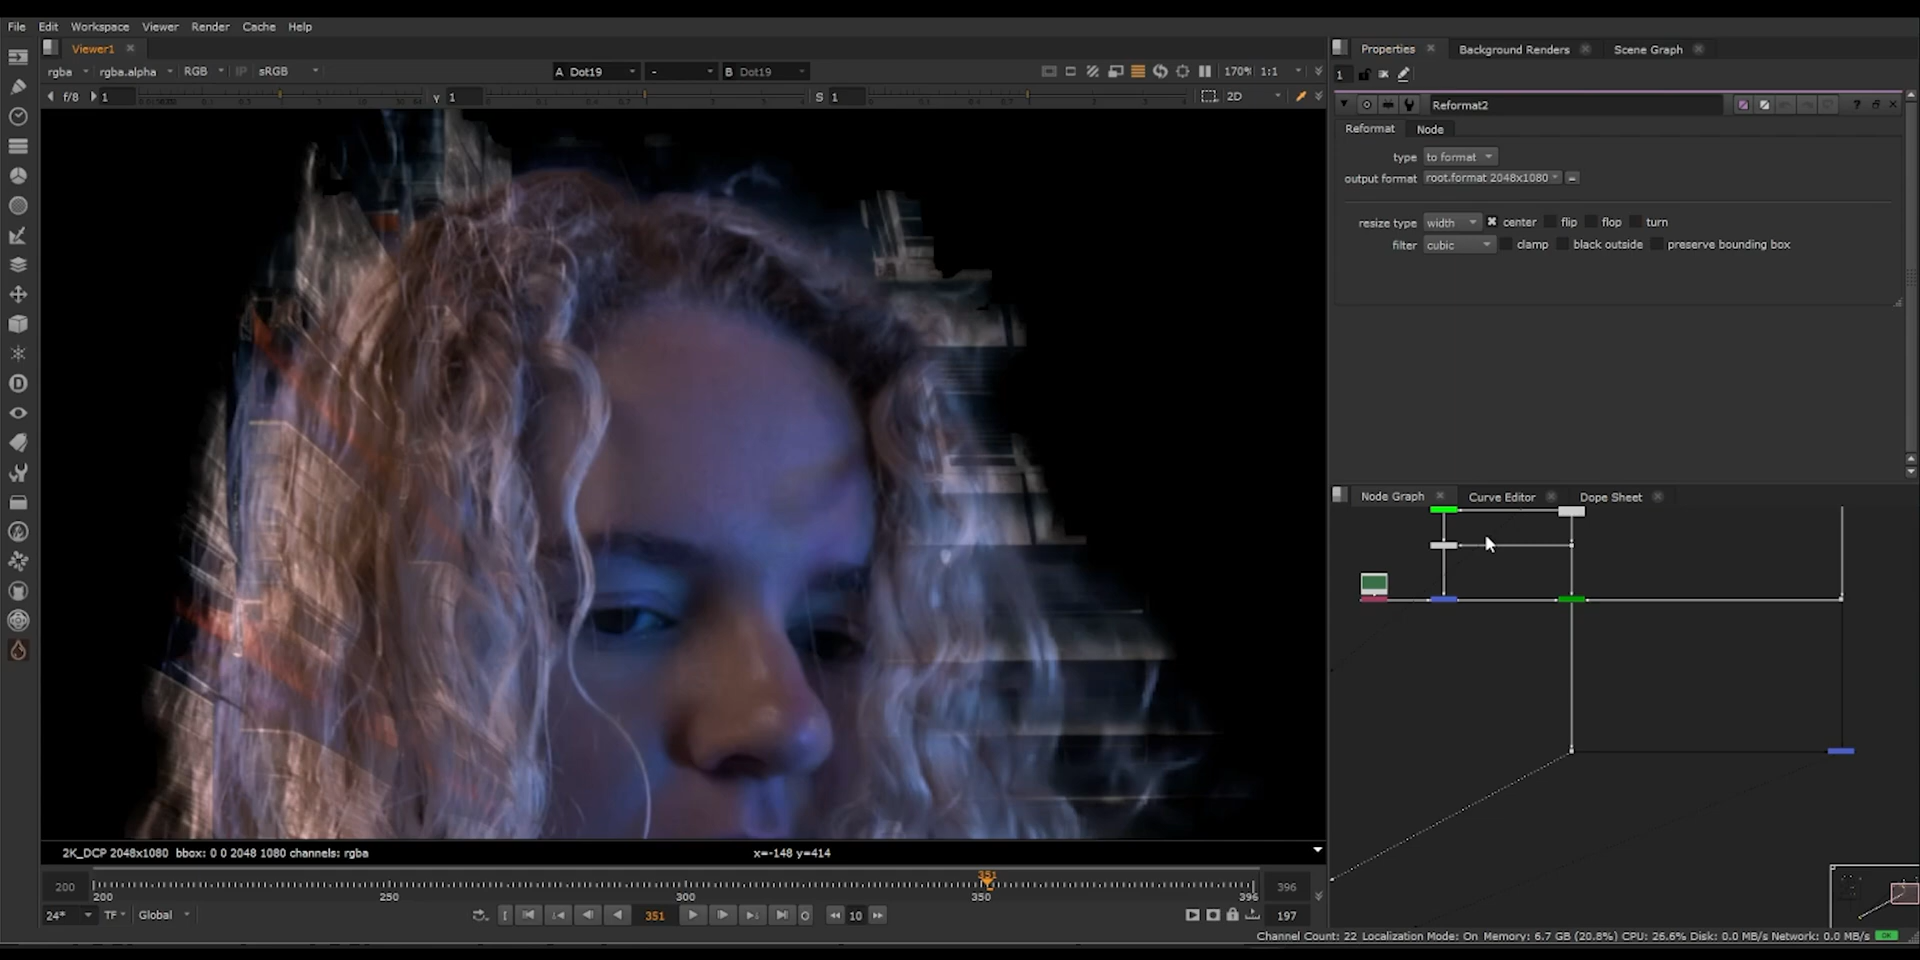 File Edit Workspace Viewer Render Cache Help
Viewer1
rgba rgba.alpha RGB IP sRGB A Dot19 - B Dot19 170% 1:1
f/8 1 Y 1 S 1 2D
2K_DCP 2048x1080 bbox: 0 0 2048 1080 channels: rgba x=-148 y=414
351
200 396
200 250 300 350 396
24* TF Global 351 10 197
Properties Background Renders Scene Graph
1
Reformat2 ?
Reformat Node
type to format
output format root.format 2048x1080
resize type width center flip flop turn
filter cubic clamp black outside preserve bounding box
Node Graph Curve Editor Dope Sheet
Channel Count: 22 Localization Mode: On Memory: 6.7 GB (20.8%) CPU: 26.6% Disk: 0.0 MB/s Network: 0.0 MB/s